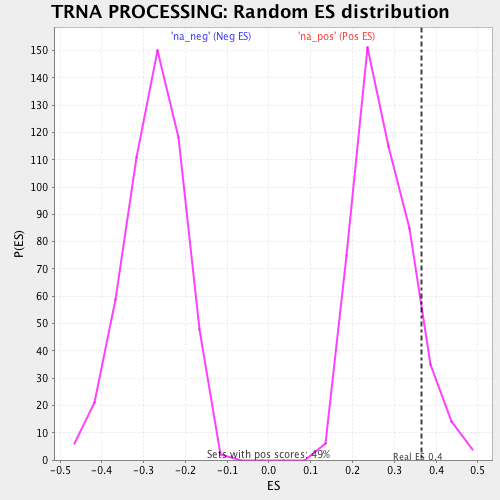 TRNA PROCESSING: Random ES distribution
'na_neg' (Neg ES)
'na_pos' (Pos ES)
150
140
130
120
110
100
90
80
70
60
50
40
30
20
10
0
P(ES)
Sets with pos scores: 49%
Real ES 0.4
-0.5 -0.4 -0.3 -0.2 -0.1 0.0 0.1 0.2 0.3 0.4 0.5
ES